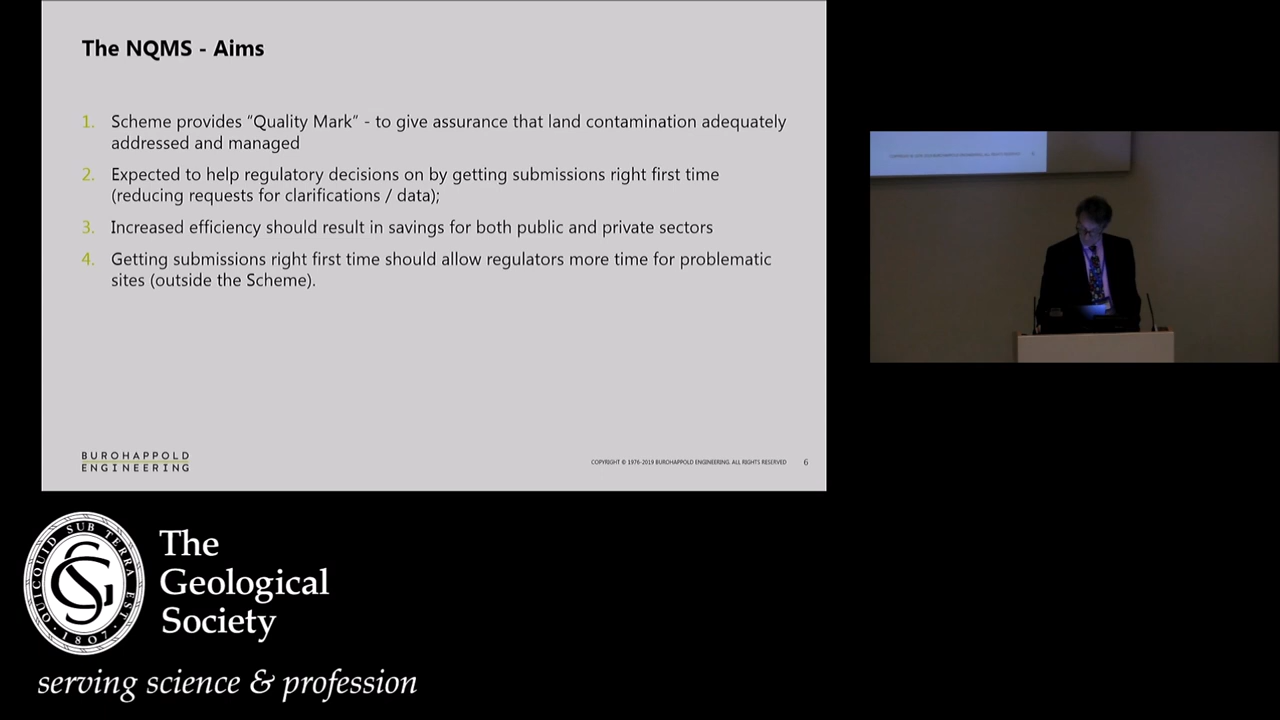 The NQMS - Aims
1. Scheme provides "Quality Mark" - to give assurance that land contamination adequately
addressed and managed
2. Expected to help regulatory decisions on by getting submissions right first time
(reducing requests for clarifications / data);
3. Increased efficiency should result in savings for both public and private sectors
4. Getting submissions right first time should allow regulators more time for problematic
sites (outside the Scheme).
BUROHAPPOLD
ENGINEERING
COPYRIGHT © 1976-2019 BUROHAPPOLD ENGINEERING. ALL RIGHTS RESERVED
6
QUICQUID SUB TERRA EST
· 1807 ·
The
Geological
Society
serving science & profession